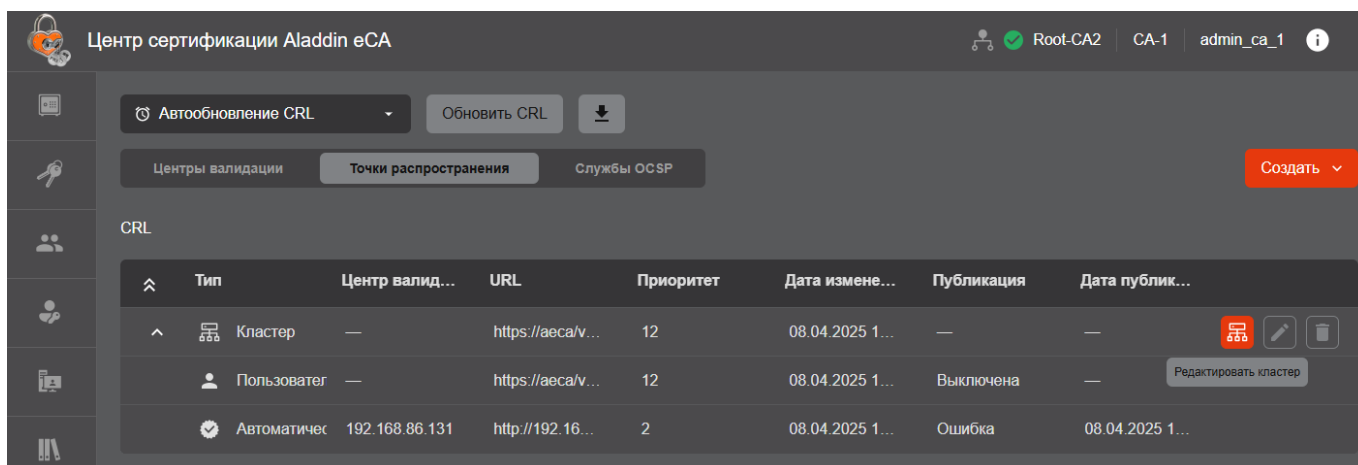 Центр сертификации Aladdin eCA
Root-CA2 CA-1 admin_ca_1
Автообновление CRL Обновить CRL
Центры валидации Точки распространения Службы OCSP Создать
CRL
Тип Центр валид... URL Приоритет Дата измене... Публикация Дата публик...
Кластер — https://aeca/v... 12 08.04.2025 1... — —
Пользовател — https://aeca/v... 12 08.04.2025 1... Выключена —
Редактировать кластер
Автоматичес 192.168.86.131 http://192.16... 2 08.04.2025 1... Ошибка 08.04.2025 1...